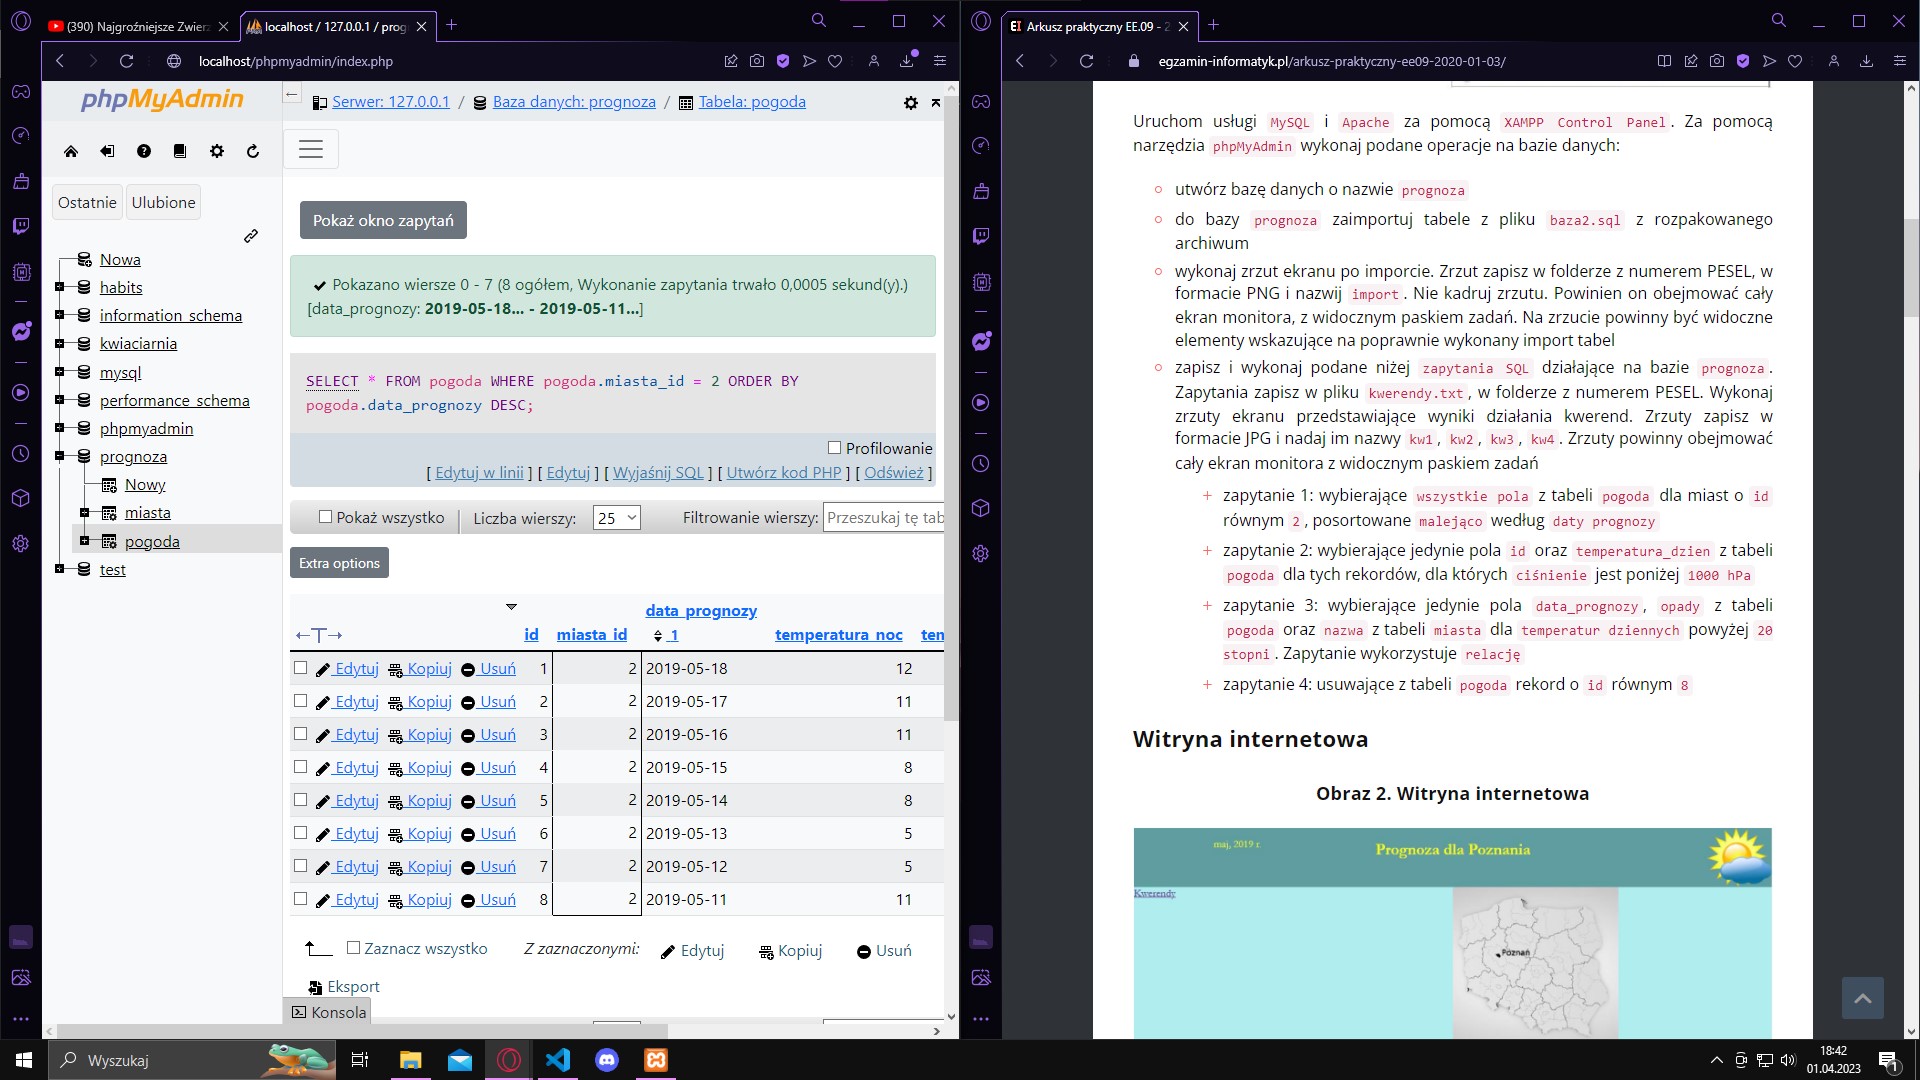 (390) Najgroźniejsze Zwierz
localhost / 127.0.0.1 / prog
localhost/phpmyadmin/index.php
phpMyAdmin
Ostatnie
Ulubione
Nowa
habits
information_schema
kwiaciarnia
mysql
performance_schema
phpmyadmin
prognoza
Nowy
miasta
pogoda
test
Serwer: 127.0.0.1 / Baza danych: prognoza / Tabela: pogoda
Pokaż okno zapytań
Pokazano wiersze 0 - 7 (8 ogółem, Wykonanie zapytania trwało 0,0005 sekund(y).)
[data_prognozy: 2019-05-18... - 2019-05-11...]
SELECT * FROM pogoda WHERE pogoda.miasta_id = 2 ORDER BY
pogoda.data_prognozy DESC;
Profilowanie
[ Edytuj w linii ] [ Edytuj ] [ Wyjaśnij SQL ] [ Utwórz kod PHP ] [ Odśwież ]
Pokaż wszystko
Liczba wierszy: 25
Filtrowanie wierszy: Przeszukaj tę tab
Extra options
data_prognozy
←T→ id miasta_id 1 temperatura_noc tem
Edytuj Kopiuj Usuń 1 2 2019-05-18 12
Edytuj Kopiuj Usuń 2 2 2019-05-17 11
Edytuj Kopiuj Usuń 3 2 2019-05-16 11
Edytuj Kopiuj Usuń 4 2 2019-05-15 8
Edytuj Kopiuj Usuń 5 2 2019-05-14 8
Edytuj Kopiuj Usuń 6 2 2019-05-13 5
Edytuj Kopiuj Usuń 7 2 2019-05-12 5
Edytuj Kopiuj Usuń 8 2 2019-05-11 11
Zaznacz wszystko Z zaznaczonymi: Edytuj Kopiuj Usuń
Eksport
Konsola
EI Arkusz praktyczny EE.09 - 2
egzamin-informatyk.pl/arkusz-praktyczny-ee09-2020-01-03/
Uruchom usługi MySQL i Apache za pomocą XAMPP Control Panel. Za pomocą
narzędzia phpMyAdmin wykonaj podane operacje na bazie danych:
utwórz bazę danych o nazwie prognoza
do bazy prognoza zaimportuj tabele z pliku baza2.sql z rozpakowanego
archiwum
wykonaj zrzut ekranu po imporcie. Zrzut zapisz w folderze z numerem PESEL, w
formacie PNG i nazwij import. Nie kadruj zrzutu. Powinien on obejmować cały
ekran monitora, z widocznym paskiem zadań. Na zrzucie powinny być widoczne
elementy wskazujące na poprawnie wykonany import tabel
zapisz i wykonaj podane niżej zapytania SQL działające na bazie prognoza.
Zapytania zapisz w pliku kwerendy.txt, w folderze z numerem PESEL. Wykonaj
zrzuty ekranu przedstawiające wyniki działania kwerend. Zrzuty zapisz w
formacie JPG i nadaj im nazwy kw1, kw2, kw3, kw4. Zrzuty powinny obejmować
cały ekran monitora z widocznym paskiem zadań
+ zapytanie 1: wybierające wszystkie pola z tabeli pogoda dla miast o id
równym 2, posortowane malejąco według daty prognozy
+ zapytanie 2: wybierające jedynie pola id oraz temperatura_dzien z tabeli
pogoda dla tych rekordów, dla których ciśnienie jest poniżej 1000 hPa
+ zapytanie 3: wybierające jedynie pola data_prognozy, opady z tabeli
pogoda oraz nazwa z tabeli miasta dla temperatur dziennych powyżej 20
stopni. Zapytanie wykorzystuje relację
+ zapytanie 4: usuwające z tabeli pogoda rekord o id równym 8
Witryna internetowa
Obraz 2. Witryna internetowa
maj, 2019 r.
Prognoza dla Poznania
Kwerendy
Poznań
Wyszukaj
18:42
01.04.2023
1